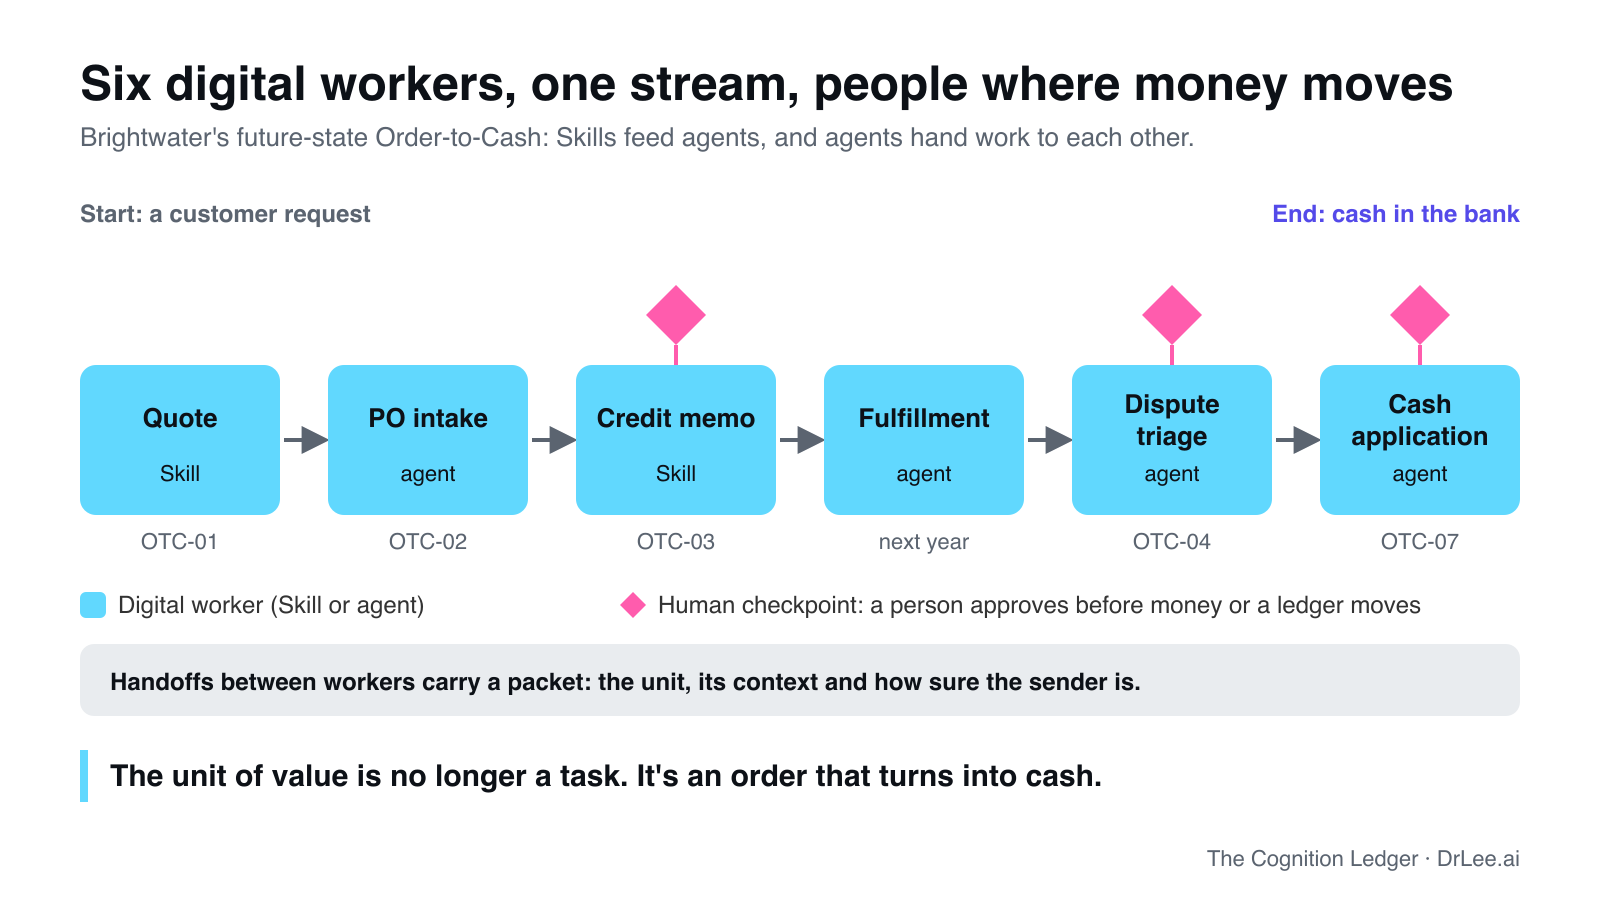 Six digital workers, one stream, people where money moves
Brightwater's future-state Order-to-Cash: Skills feed agents, and agents hand work to each other.
Start: a customer request
End: cash in the bank
Quote
Skill
OTC-01
PO intake
agent
OTC-02
Credit memo
Skill
OTC-03
Fulfillment
agent
next year
Dispute
triage
agent
OTC-04
Cash
application
agent
OTC-07
Digital worker (Skill or agent)
Human checkpoint: a person approves before money or a ledger moves
Handoffs between workers carry a packet: the unit, its context and how sure the sender is.
The unit of value is no longer a task. It's an order that turns into cash.
The Cognition Ledger · DrLee.ai